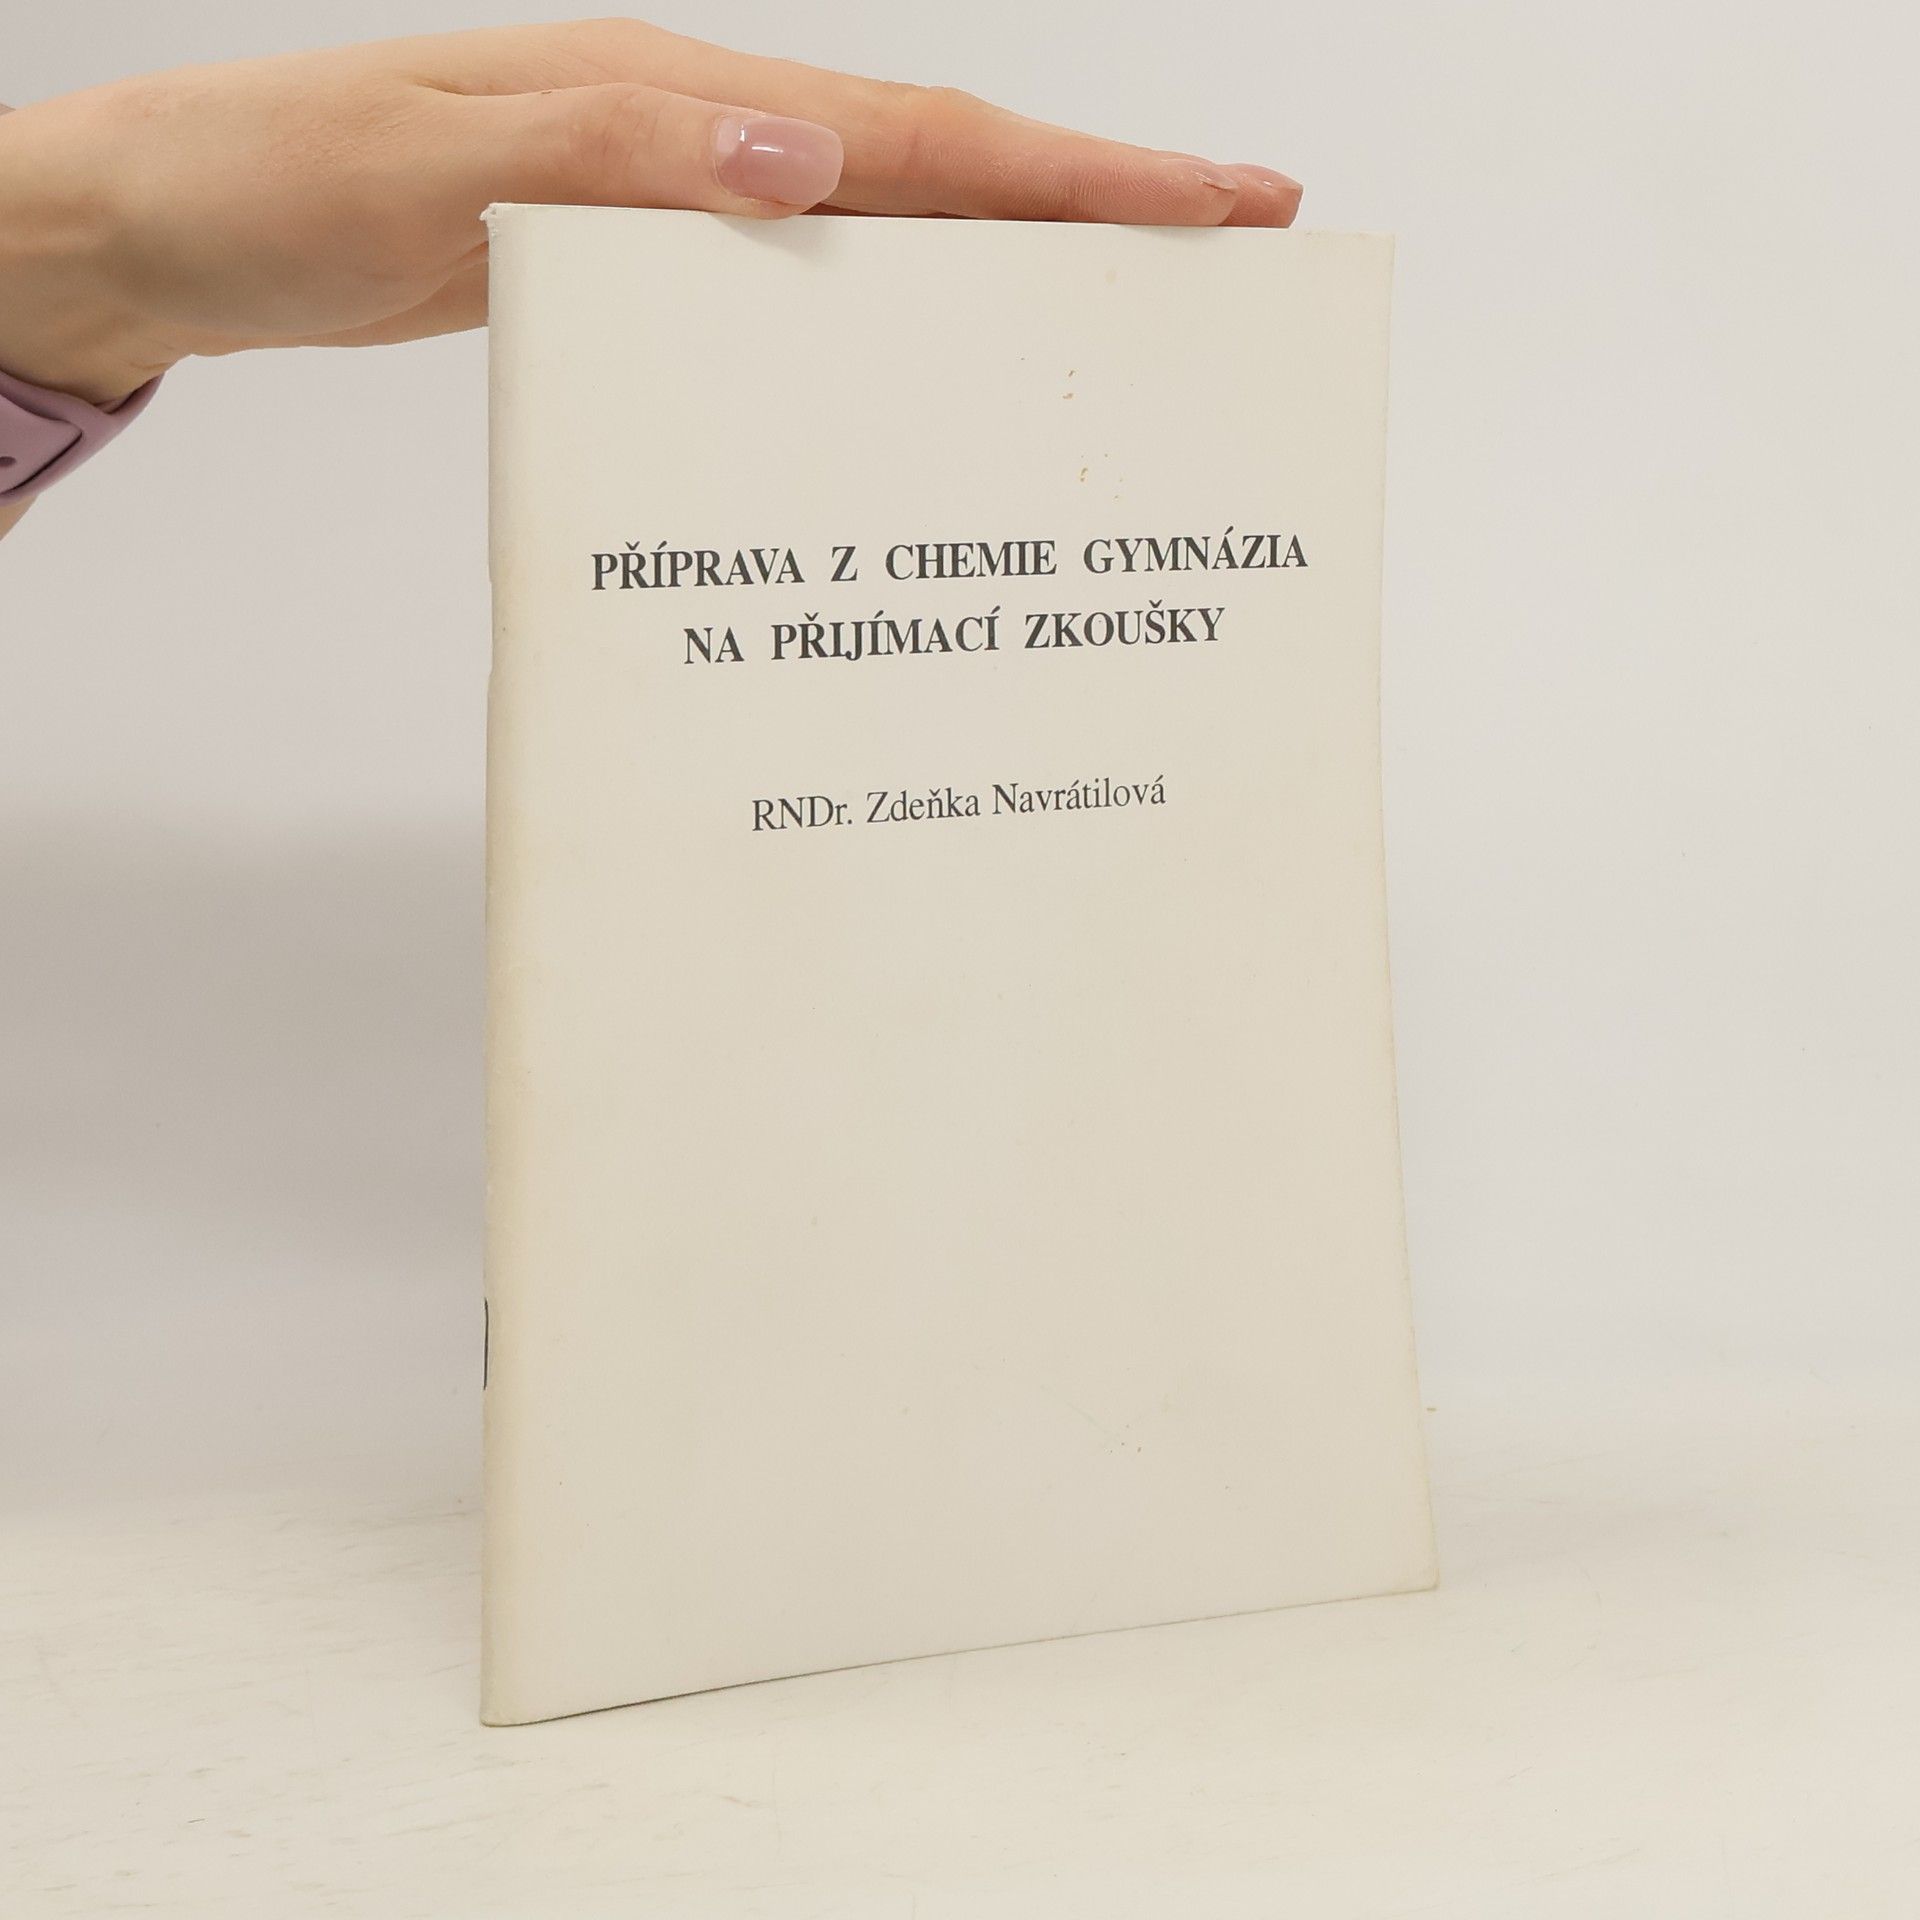 PŘÍPRAVA Z CHEMIE GYMNÁZIA
NA PŘIJÍMACÍ ZKOUŠKY
RNDr. Zdeňka Navrátilová